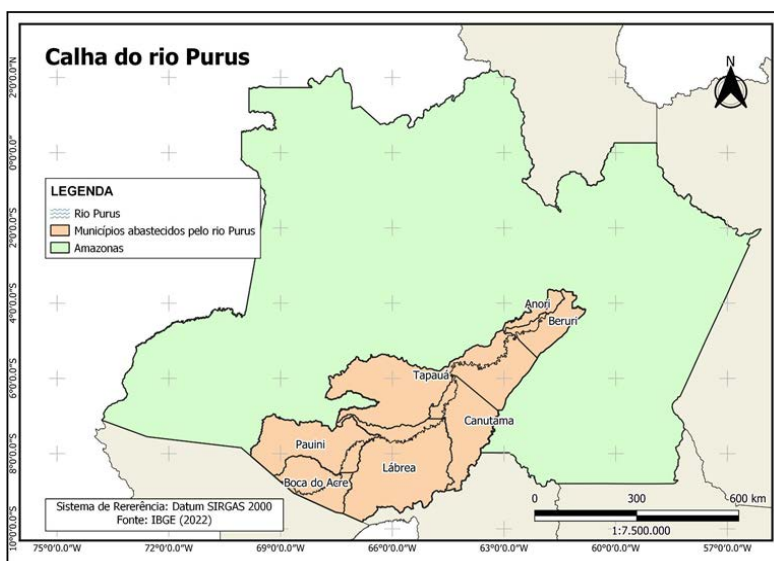 Calha do rio Purus
N
2°0'0.0"N
0°0'0.0"
2°0'0.0"S
4°0'0.0"S
6°0'0.0"S
8°0'0.0"S
10°0'0.0"S
LEGENDA
Rio Purus
Municípios abastecidos pelo rio Purus
Amazonas
Anori
Beruri
Tapauá
Canutama
Pauini
Lábrea
Boca do Acre
Sistema de Rererência: Datum SIRGAS 2000
Fonte: IBGE (2022)
0 300 600 km
1:7.500.000
75°0'0.0"W 72°0'0.0"W 69°0'0.0"W 66°0'0.0"W 63°0'0.0"W 60°0'0.0"W 57°0'0.0"W